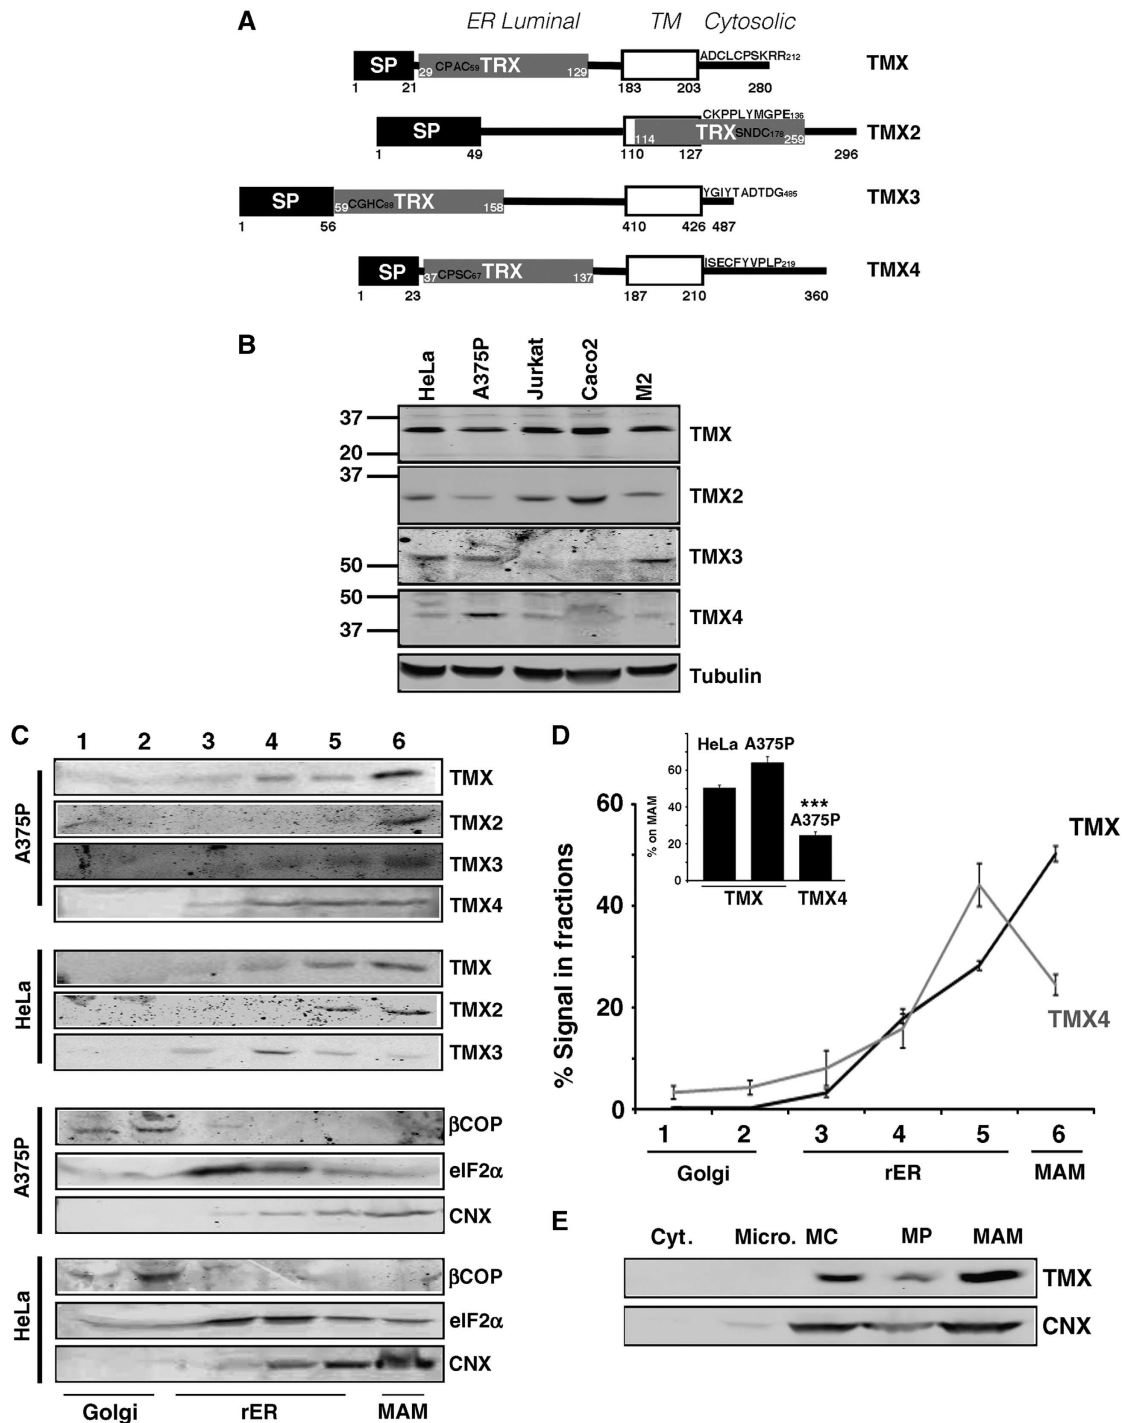 A
ER Luminal TM Cytosolic
SP 29 CPAC59 TRX 129 ADCLCPSKRR212 TMX
1 21 183 203 280
SP 114 TRX SNDC178 259 CKPPLYMGPE136 TMX2
1 49 110 127 296
SP 59 CGHC88 TRX 158 YGIYTADTDG485 TMX3
1 56 410 426 487
SP 37 CPSC67 TRX 137 ISECFYVPLP219 TMX4
1 23 187 210 360
B
HeLa A375P Jurkat Caco2 M2
37
20
TMX
37
TMX2
50
TMX3
50
37
TMX4
Tubulin
C
1 2 3 4 5 6
A375P
TMX
TMX2
TMX3
TMX4
HeLa
TMX
TMX2
TMX3
A375P
βCOP
eIF2α
CNX
HeLa
βCOP
eIF2α
CNX
Golgi rER MAM
D
% on MAM
60
40
20
0
HeLa A375P
***
A375P
TMX TMX4
% Signal in fractions
60
40
20
0
TMX
TMX4
1 2 3 4 5 6
Golgi rER MAM
E
Cyt. Micro. MC MP MAM
TMX
CNX